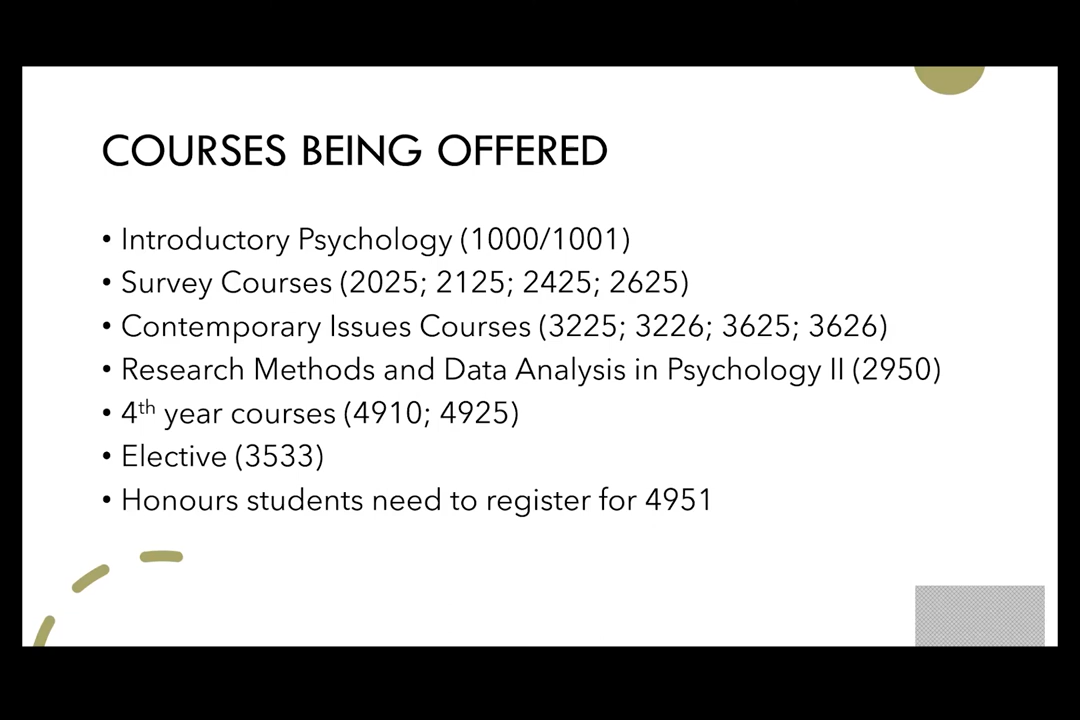 COURSES BEING OFFERED
• Introductory Psychology (1000/1001)
• Survey Courses (2025; 2125; 2425; 2625)
• Contemporary Issues Courses (3225; 3226; 3625; 3626)
• Research Methods and Data Analysis in Psychology II (2950)
• 4th year courses (4910; 4925)
• Elective (3533)
• Honours students need to register for 4951